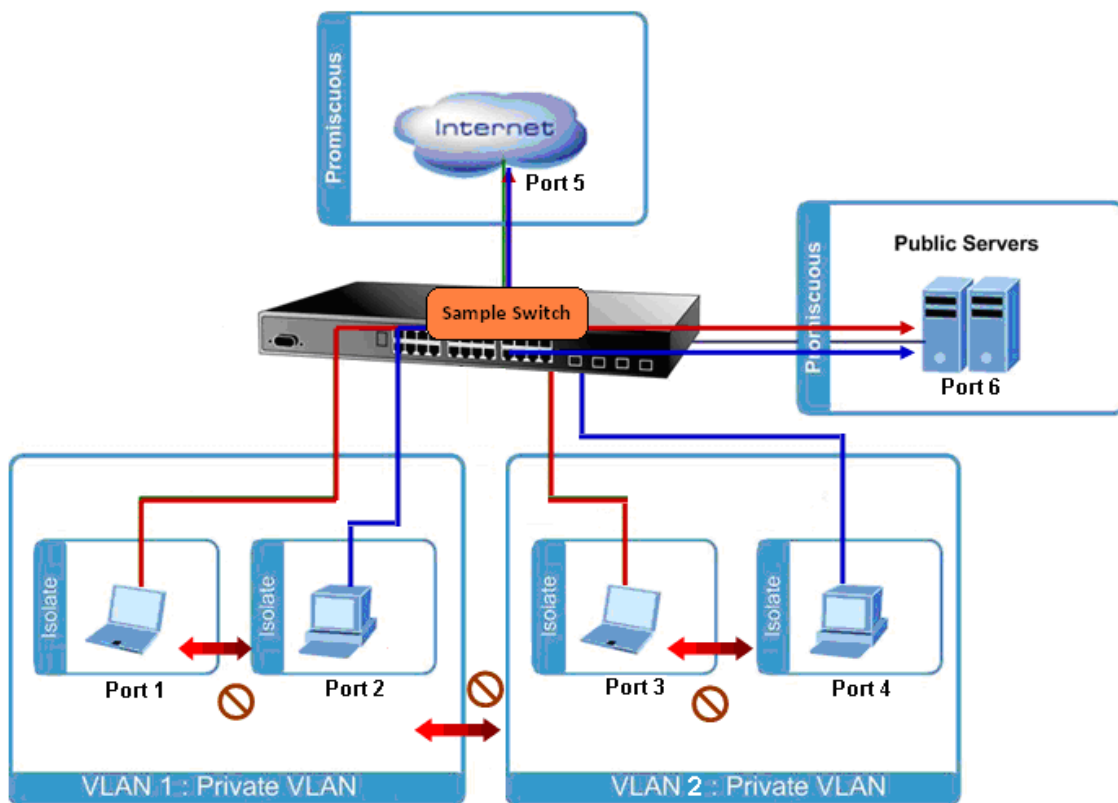 Promiscuous
Internet
Port 5
Promiscuous
Public Servers
Port 6
Sample Switch
Isolate
Port 1
Isolate
Port 2
Isolate
Port 3
Isolate
Port 4
VLAN 1 : Private VLAN
VLAN 2 : Private VLAN